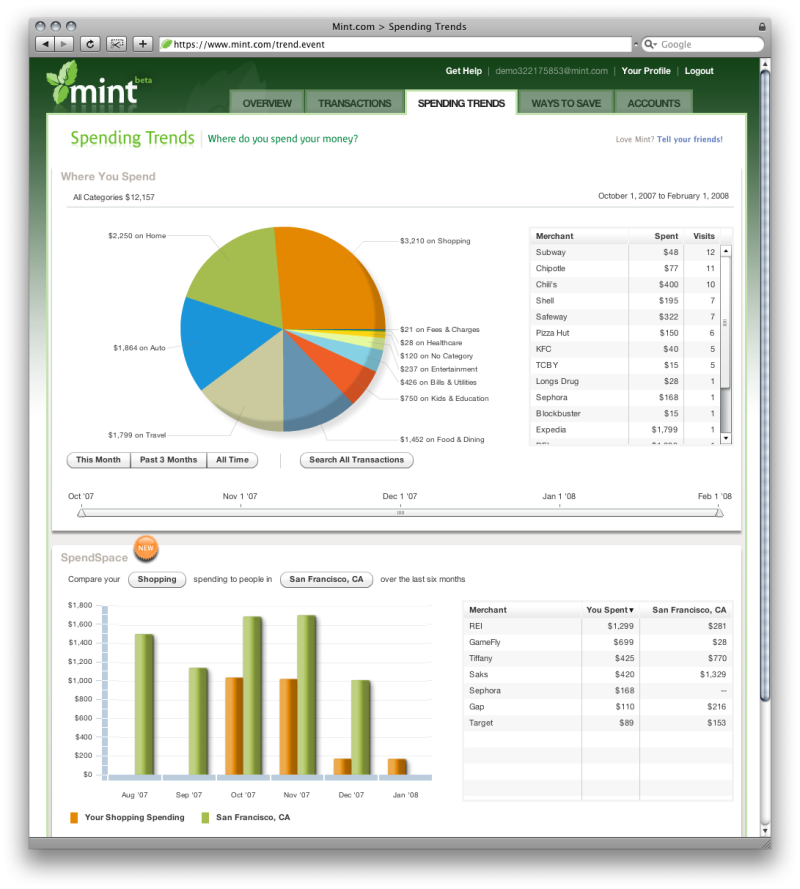 Mint.com > Spending Trends
https://www.mint.com/trend.event
Google
mint beta
Get Help | demo322175853@mint.com | Your Profile | Logout
OVERVIEW TRANSACTIONS SPENDING TRENDS WAYS TO SAVE ACCOUNTS
Spending Trends | Where do you spend your money?
Love Mint? Tell your friends!
Where You Spend
All Categories $12,157
October 1, 2007 to February 1, 2008
$2,250 on Home
$3,210 on Shopping
$21 on Fees & Charges
$28 on Healthcare
$120 on No Category
$237 on Entertainment
$426 on Bills & Utilities
$750 on Kids & Education
$1,452 on Food & Dining
$1,799 on Travel
$1,864 on Auto
Merchant Spent Visits
Subway $48 12
Chipotle $77 11
Chili's $400 10
Shell $195 7
Safeway $322 7
Pizza Hut $150 6
KFC $40 5
TCBY $15 5
Longs Drug $28 1
Sephora $168 1
Blockbuster $15 1
Expedia $1,799 1
This Month Past 3 Months All Time
Search All Transactions
Oct '07 Nov 1 '07 Dec 1 '07 Jan 1 '08 Feb 1 '08
SpendSpace NEW
Compare your Shopping spending to people in San Francisco, CA over the last six months
$1,800
$1,600
$1,400
$1,200
$1,000
$800
$600
$400
$200
$0
Aug '07 Sep '07 Oct '07 Nov '07 Dec '07 Jan '08
Your Shopping Spending San Francisco, CA
Merchant You Spent▼ San Francisco, CA
REI $1,299 $281
GameFly $699 $28
Tiffany $425 $770
Saks $420 $1,329
Sephora $168 --
Gap $110 $216
Target $89 $153